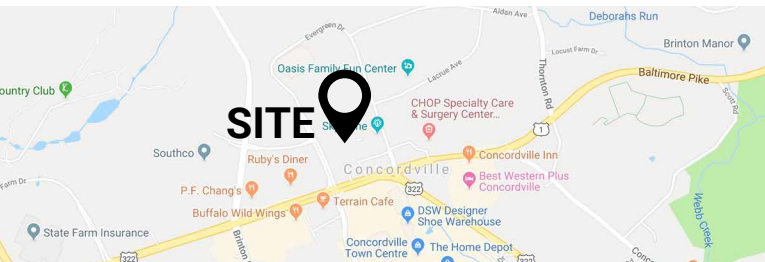 Aldan Ave
Deborahs Run
Evergreen Dr
Brinton Manor
Locust Farm Dr
Oasis Family Fun Center
Lacrue Ave
Thornton Rd
Baltimore Pike
ountry Club
Scott Rd
CHOP Specialty Care
& Surgery Center...
SITE
1
Southco
Concordville Inn
Ruby's Diner
Concordville
Best Western Plus
Concordville
Farm Dr
P.F. Chang's
322
Terrain Cafe
Webb Creek
Buffalo Wild Wings
DSW Designer
Shoe Warehouse
State Farm Insurance
Brinton
Concordville
Town Centre
The Home Depot
322
322